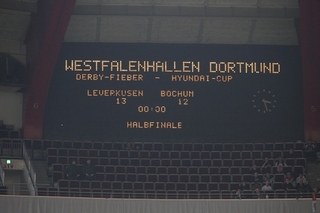 WESTFALENHALLEN DORTMUND
DERBY-FIEBER - HYUNDAI-CUP
LEVERKUSEN BOCHUM
13 12
00:00
HALBFINALE